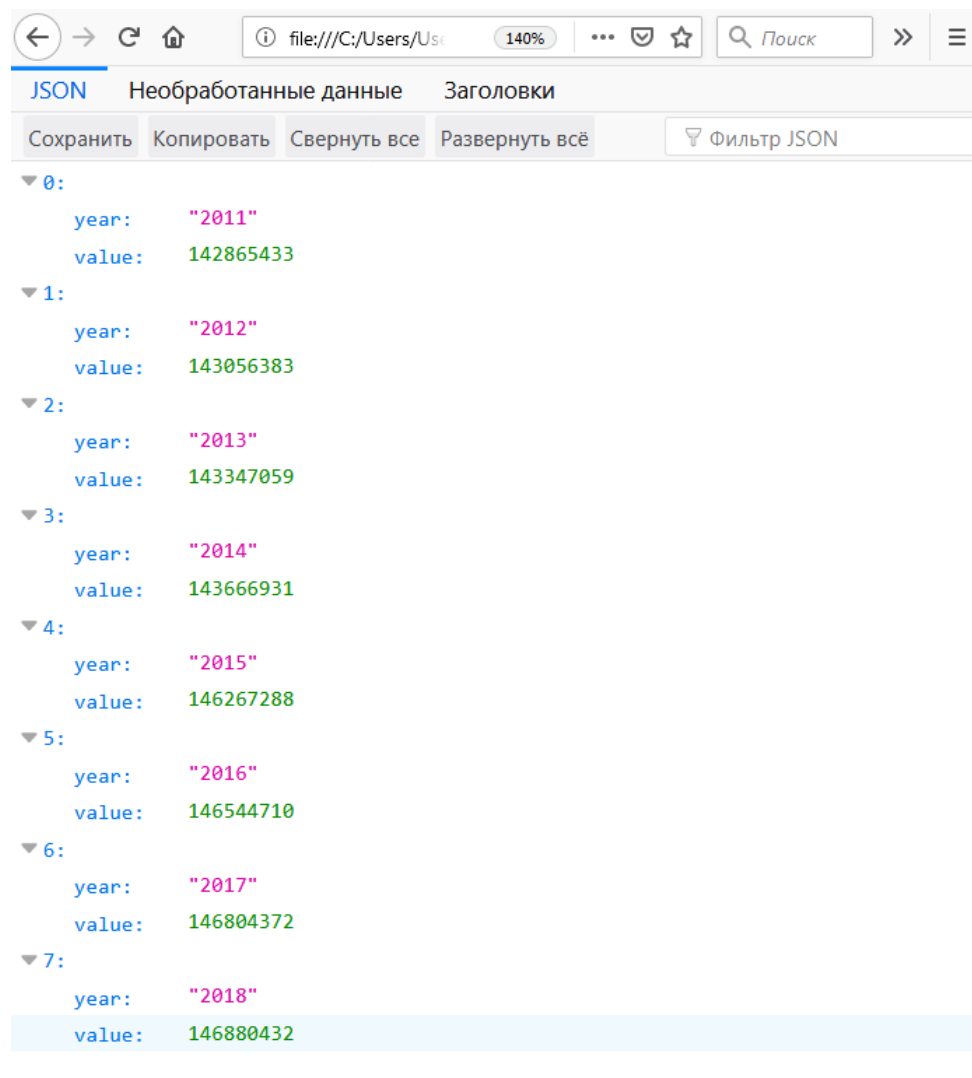 file:///C:/Users/Us 140% ••• Поиск
JSON Необработанные данные Заголовки
Сохранить Копировать Свернуть все Развернуть всё Фильтр JSON
0:
year: "2011"
value: 142865433
1:
year: "2012"
value: 143056383
2:
year: "2013"
value: 143347059
3:
year: "2014"
value: 143666931
4:
year: "2015"
value: 146267288
5:
year: "2016"
value: 146544710
6:
year: "2017"
value: 146804372
7:
year: "2018"
value: 146880432